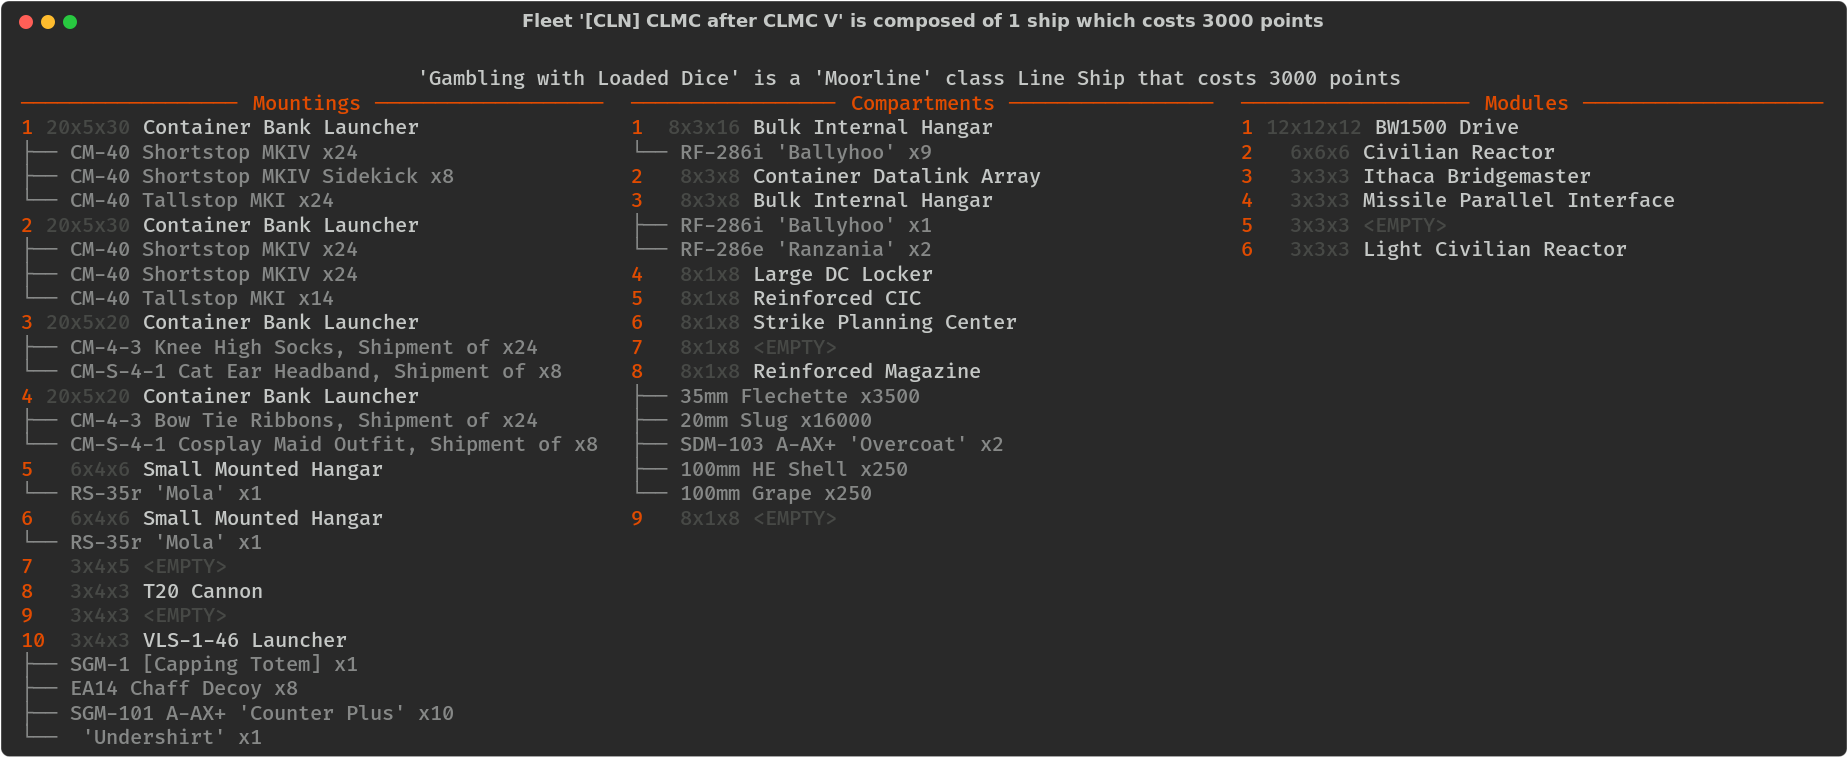 Fleet '[CLN] CLMC after CLMC V' is composed of 1 ship which costs 3000 points
'Gambling with Loaded Dice' is a 'Moorline' class Line Ship that costs 3000 points
Mountings
1 20x5x30 Container Bank Launcher
CM-40 Shortstop MKIV x24
CM-40 Shortstop MKIV Sidekick x8
CM-40 Tallstop MKI x24
2 20x5x30 Container Bank Launcher
CM-40 Shortstop MKIV x24
CM-40 Shortstop MKIV x24
CM-40 Tallstop MKI x14
3 20x5x20 Container Bank Launcher
CM-4-3 Knee High Socks, Shipment of x24
CM-S-4-1 Cat Ear Headband, Shipment of x8
4 20x5x20 Container Bank Launcher
CM-4-3 Bow Tie Ribbons, Shipment of x24
CM-S-4-1 Cosplay Maid Outfit, Shipment of x8
5 6x4x6 Small Mounted Hangar
RS-35r 'Mola' x1
6 6x4x6 Small Mounted Hangar
RS-35r 'Mola' x1
7 3x4x5 <EMPTY>
8 3x4x3 T20 Cannon
9 3x4x3 <EMPTY>
10 3x4x3 VLS-1-46 Launcher
SGM-1 [Capping Totem] x1
EA14 Chaff Decoy x8
SGM-101 A-AX+ 'Counter Plus' x10
'Undershirt' x1
Compartments
1 8x3x16 Bulk Internal Hangar
RF-286i 'Ballyhoo' x9
2 8x3x8 Container Datalink Array
3 8x3x8 Bulk Internal Hangar
RF-286i 'Ballyhoo' x1
RF-286e 'Ranzania' x2
4 8x1x8 Large DC Locker
5 8x1x8 Reinforced CIC
6 8x1x8 Strike Planning Center
7 8x1x8 <EMPTY>
8 8x1x8 Reinforced Magazine
35mm Flechette x3500
20mm Slug x16000
SDM-103 A-AX+ 'Overcoat' x2
100mm HE Shell x250
100mm Grape x250
9 8x1x8 <EMPTY>
Modules
1 12x12x12 BW1500 Drive
2 6x6x6 Civilian Reactor
3 3x3x3 Ithaca Bridgemaster
4 3x3x3 Missile Parallel Interface
5 3x3x3 <EMPTY>
6 3x3x3 Light Civilian Reactor